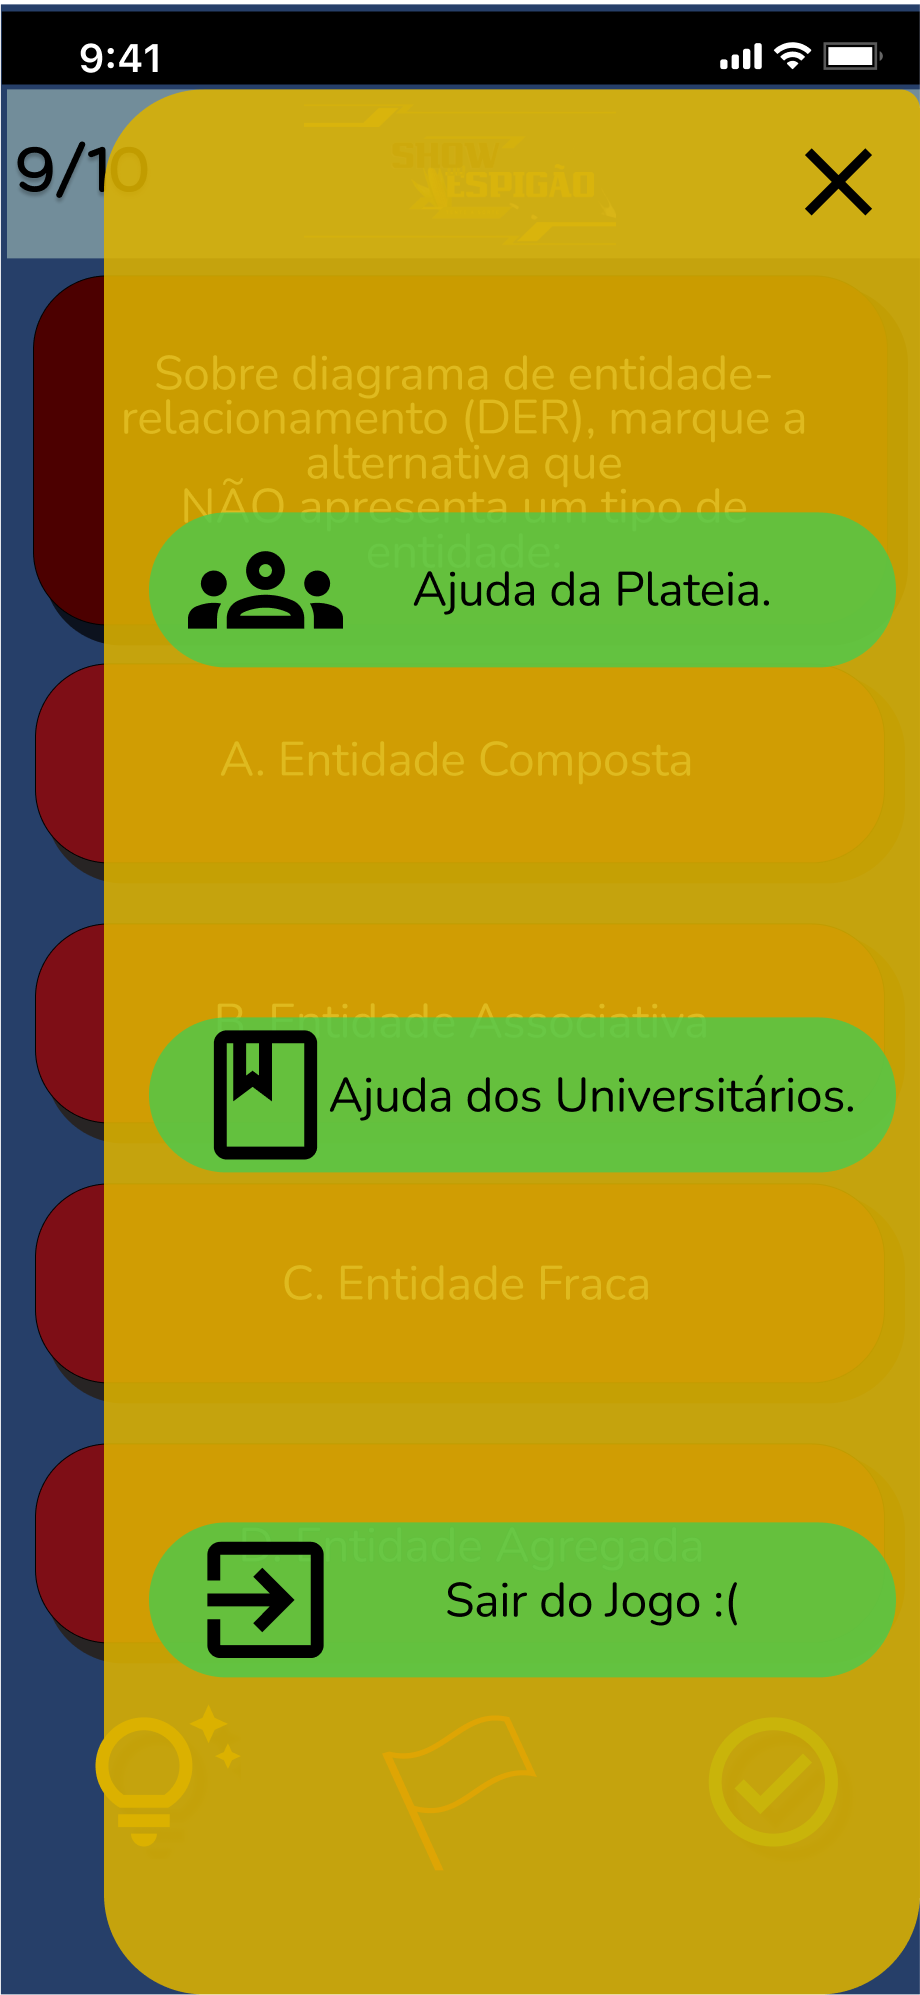 9:41
9/10
SHOW
ESPIGÃO
Sobre diagrama de entidade-
relacionamento (DER), marque a
alternativa que
NÃO apresenta um tipo de
entidade:
Ajuda da Plateia.
A. Entidade Composta
B. Entidade Associativa
Ajuda dos Universitários.
C. Entidade Fraca
D. Entidade Agregada
Sair do Jogo :(